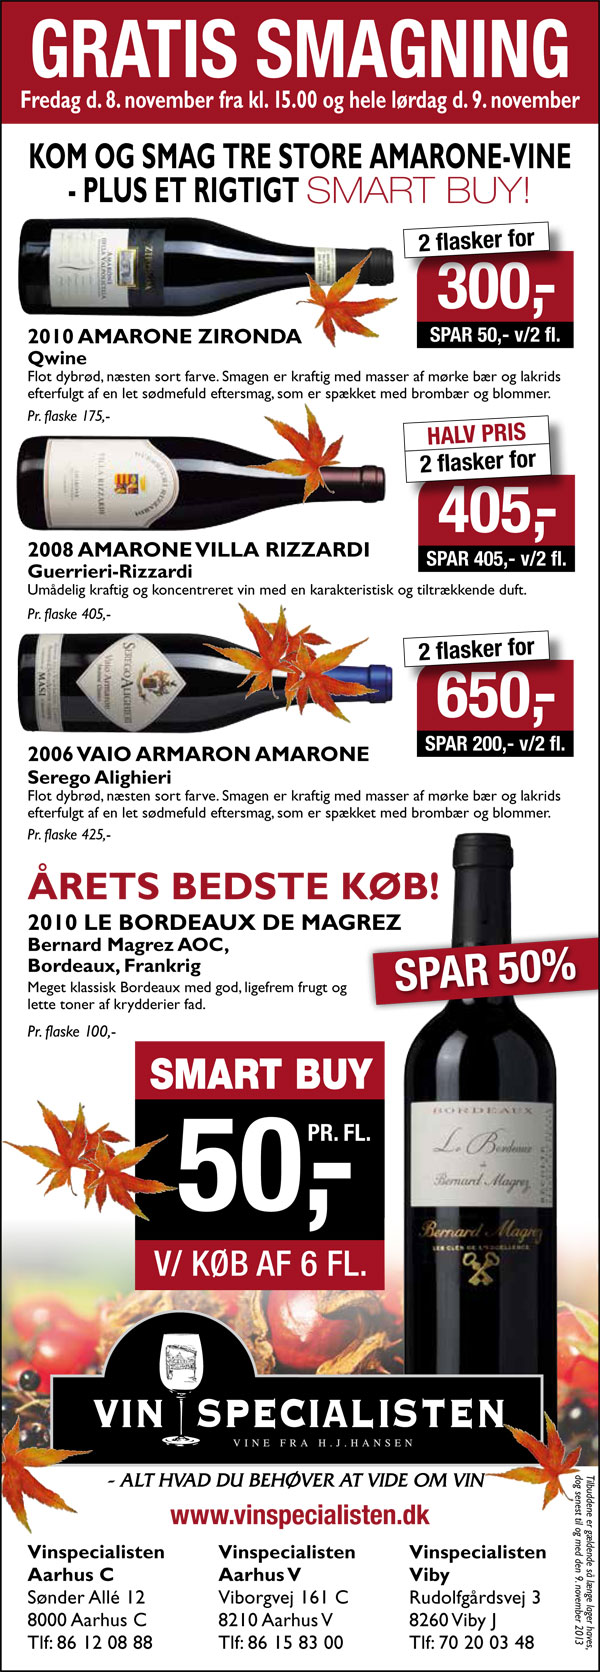 GRATIS SMAGNING
Fredag d. 8. november fra kl. 15.00 og hele lørdag d. 9. november
KOM OG SMAG TRE STORE AMARONE-VINE
- PLUS ET RIGTIGT SMART BUY!
2 flasker for
300,-
SPAR 50,- v/2 fl.
2010 AMARONE ZIRONDA
Qwine
Flot dybrød, næsten sort farve. Smagen er kraftig med masser af mørke bær og lakrids
efterfulgt af en let sødmefuld eftersmag, som er spækket med brombær og blommer.
Pr. flaske 175,-
HALV PRIS
2 flasker for
405,-
SPAR 405,- v/2 fl.
VILLA RIZZARDI
2008 AMARONE VILLA RIZZARDI
Guerrieri-Rizzardi
Umådelig kraftig og koncentreret vin med en karakteristisk og tiltrækkende duft.
Pr. flaske 405,-
SEREGO ALIGHIERI
MASI
2 flasker for
650,-
SPAR 200,- v/2 fl.
2006 VAIO ARMARON AMARONE
Serego Alighieri
Flot dybrød, næsten sort farve. Smagen er kraftig med masser af mørke bær og lakrids
efterfulgt af en let sødmefuld eftersmag, som er spækket med brombær og blommer.
Pr. flaske 425,-
ÅRETS BEDSTE KØB!
2010 LE BORDEAUX DE MAGREZ
Bernard Magrez AOC,
Bordeaux, Frankrig
Meget klassisk Bordeaux med god, ligefrem frugt og
lette toner af krydderier fad.
Pr. flaske 100,-
SPAR 50%
SMART BUY
50,-
PR. FL.
V/ KØB AF 6 FL.
BORDEAUX
Le Bordeaux
de
Bernard Magrez
Bernard Magrez
LES CLES DE L'EXCELLENCE
VIN SPECIALISTEN
VINE FRA H.J.HANSEN
- ALT HVAD DU BEHØVER AT VIDE OM VIN
www.vinspecialisten.dk
Vinspecialisten
Aarhus C
Sønder Allé 12
8000 Aarhus C
Tlf: 86 12 08 88
Vinspecialisten
Aarhus V
Viborgvej 161 C
8210 Aarhus V
Tlf: 86 15 83 00
Vinspecialisten
Viby
Rudolfgårdsvej 3
8260 Viby J
Tlf: 70 20 03 48
Tilbuddene er gældende så længe lager haves,
dog senest til og med den 9. november 2013